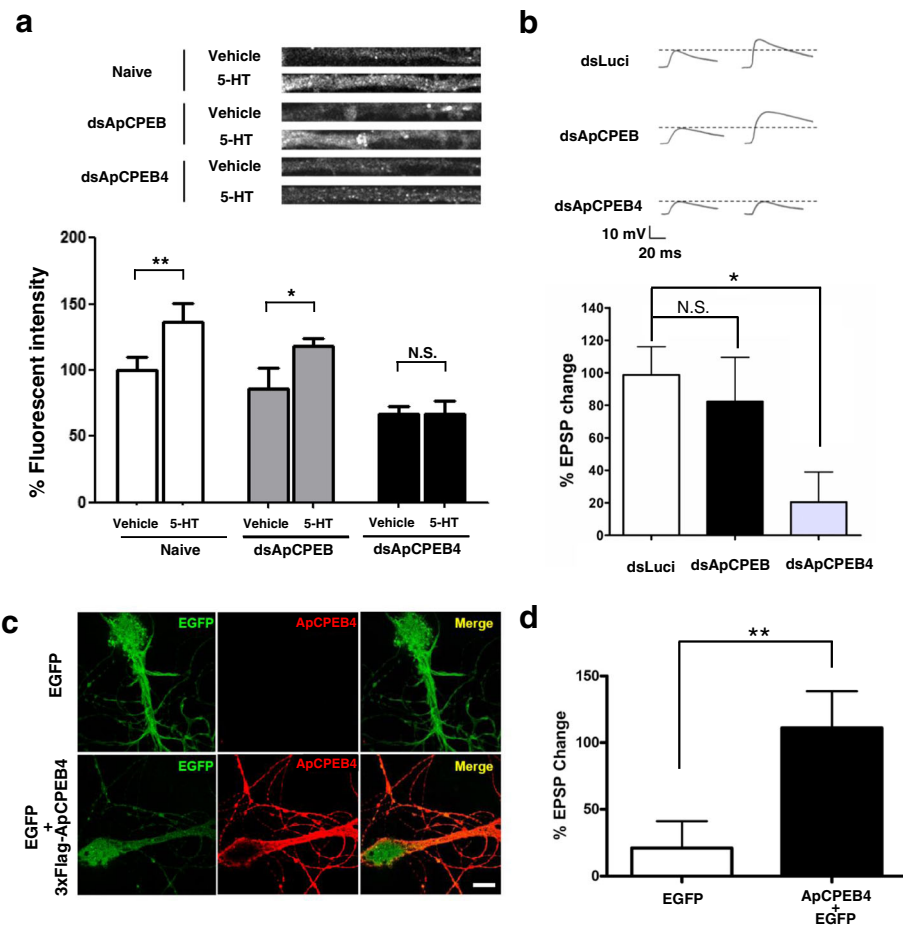 a
Naive
Vehicle
5-HT
dsApCPEB
Vehicle
5-HT
dsApCPEB4
Vehicle
5-HT
% Fluorescent intensity
200
150
100
50
0
**
*
N.S.
Vehicle 5-HT Vehicle 5-HT Vehicle 5-HT
Naive dsApCPEB dsApCPEB4
b
dsLuci
dsApCPEB
dsApCPEB4
10 mV
20 ms
% EPSP change
140
120
100
80
60
40
20
0
*
N.S.
dsLuci dsApCPEB dsApCPEB4
c
EGFP
EGFP ApCPEB4 Merge
EGFP
+
3xFlag-ApCPEB4
EGFP ApCPEB4 Merge
d
% EPSP Change
150
100
50
0
**
EGFP
ApCPEB4
+
EGFP